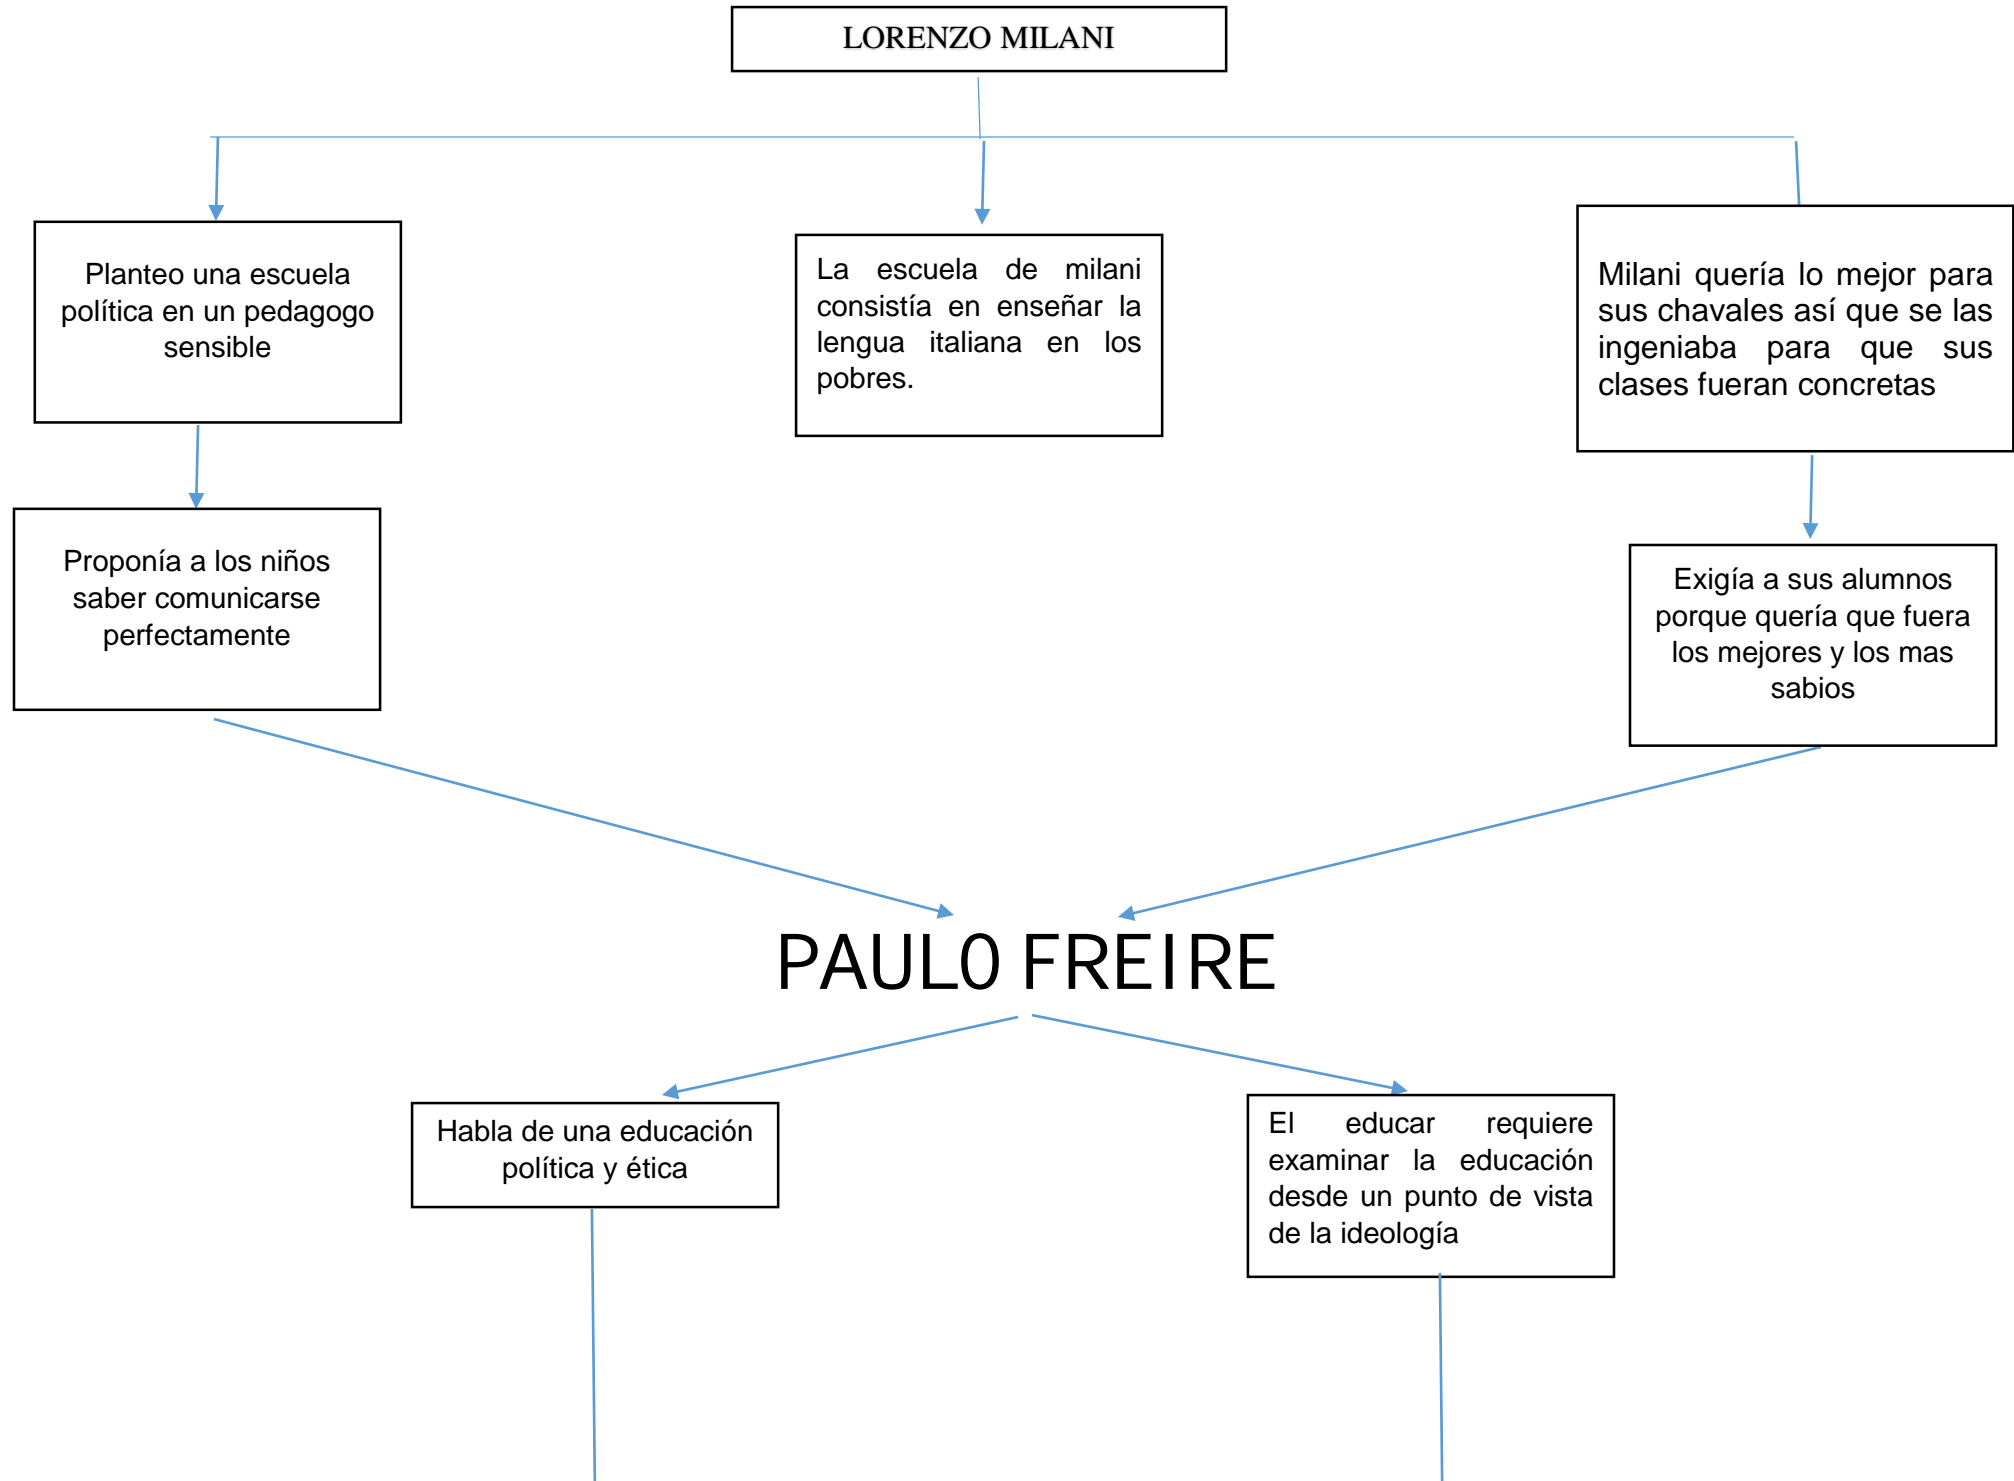 LORENZO MILANI
Planteo una escuela
política en un pedagogo
sensible
La escuela de milani
consistía en enseñar la
lengua italiana en los
pobres.
Milani quería lo mejor para
sus chavales así que se las
ingeniaba para que sus
clases fueran concretas
Proponía a los niños
saber comunicarse
perfectamente
Exigía a sus alumnos
porque quería que fuera
los mejores y los mas
sabios
PAULO FREIRE
Habla de una educación
política y ética
El educar requiere
examinar la educación
desde un punto de vista
de la ideología